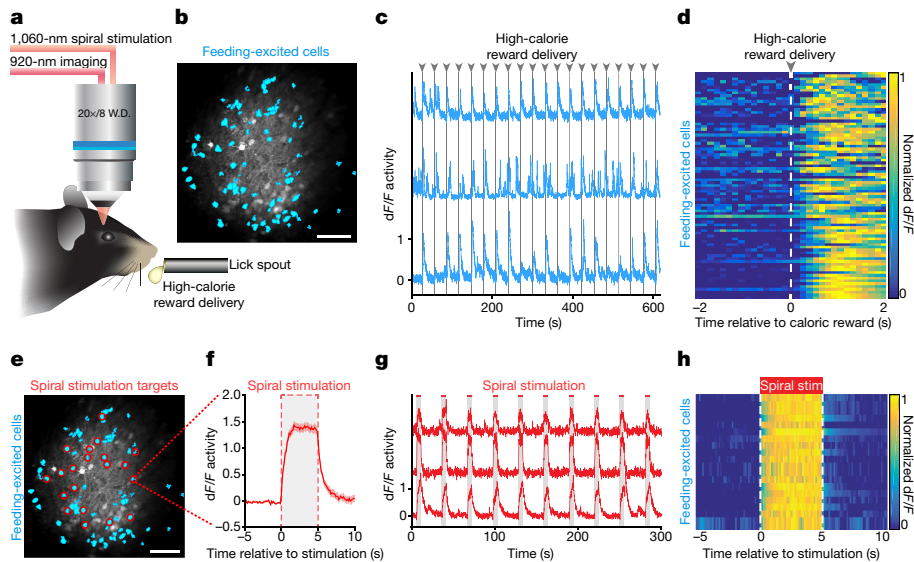 a
1,060-nm spiral stimulation
920-nm imaging
20×/8 W.D.
Lick spout
High-calorie
reward delivery
b
Feeding-excited cells
c
High-calorie
reward delivery
dF/F activity
1
0
0 100 200 300 400 500 600
Time (s)
d
High-calorie
reward delivery
Feeding-excited cells
−2 0 2
Time relative to caloric reward (s)
1
Normalized dF/F
0
e
Spiral stimulation targets
Feeding-excited cells
f
Spiral stimulation
2.0
1.5
1.0
0.5
0
−0.5
dF/F activity
−5 0 5 10
Time relative to stimulation (s)
g
Spiral stimulation
dF/F activity
1
0
0 100 200 300
Time (s)
h
Spiral stim
Feeding-excited cells
−5 0 5 10
Time relative to stimulation (s)
1
Normalized dF/F
0